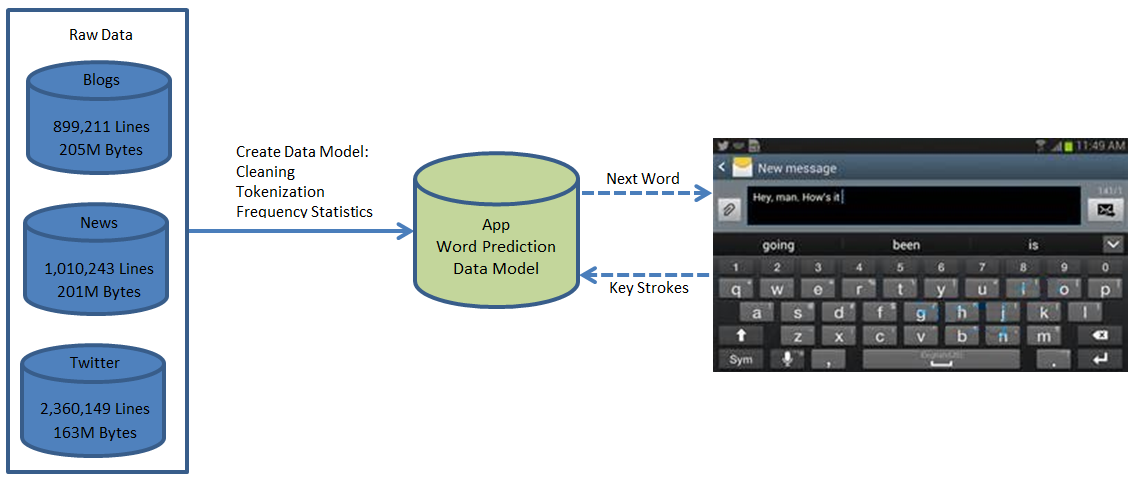 Raw Data
Blogs
899,211 Lines
205M Bytes
News
1,010,243 Lines
201M Bytes
Twitter
2,360,149 Lines
163M Bytes
Create Data Model:
Cleaning
Tokenization
Frequency Statistics
App
Word Prediction
Data Model
Next Word
Key Strokes
11:49 AM
New message
141/1
Hey, man. How's it
going been is
1 2 3 4 5 6 7 8 9 0
q w e r t y u i o p
a s d f g h j k l
z x c v b n m
Sym , English(US) .